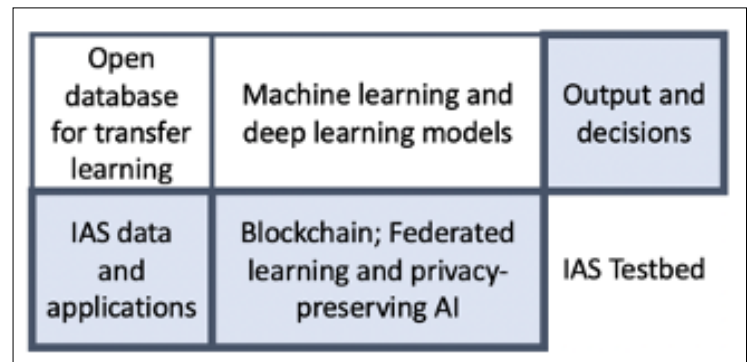 Open
database
for transfer
learning
Machine learning and
deep learning models
Output and
decisions
IAS data
and
applications
Blockchain; Federated
learning and privacy-
preserving AI
IAS Testbed